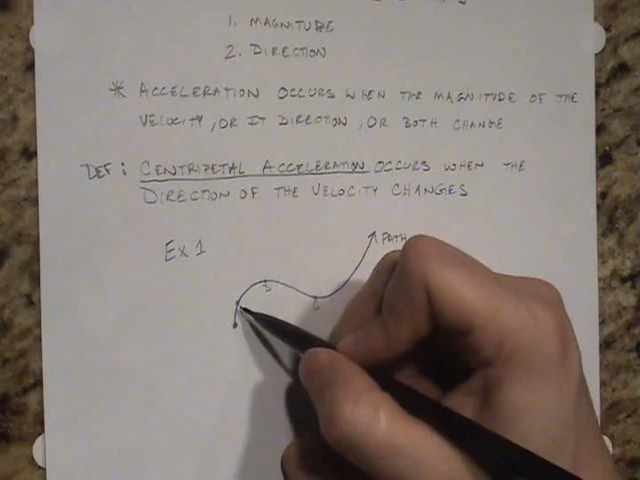 1. MAGNITUDE
2. DIRECTION
* ACCELERATION OCCURS WHEN THE MAGNITUDE OF THE
VELOCITY, OR IT DIRECTION, OR BOTH CHANGE
DEF: CENTRIPETAL ACCELERATION OCCURS WHEN THE
DIRECTION OF THE VELOCITY CHANGES
Ex 1
PATH